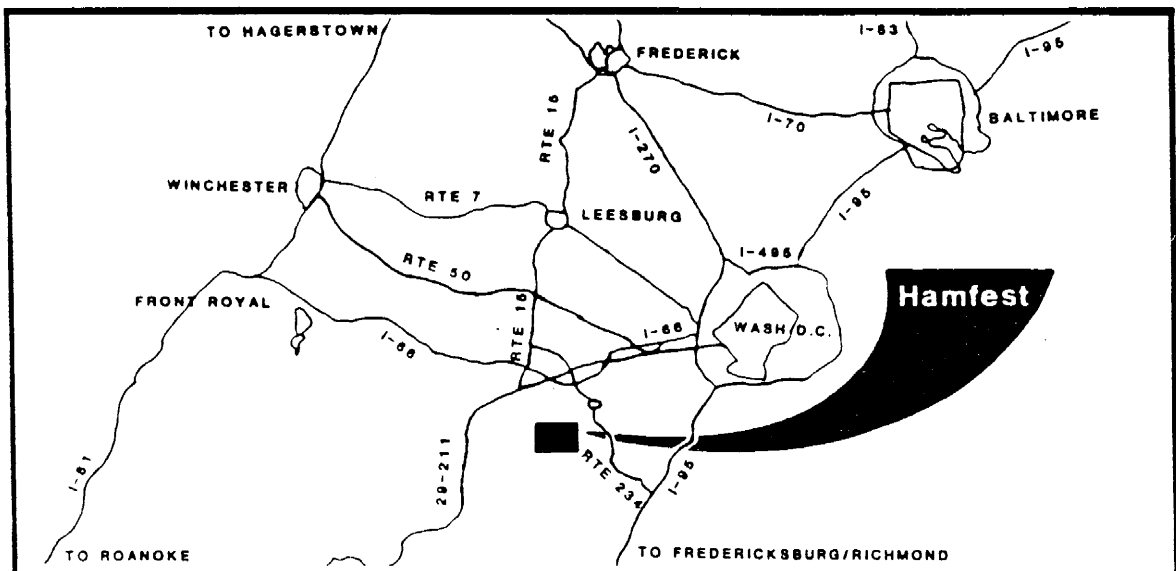 TO HAGERSTOWN
FREDERICK
I-83
I-95
BALTIMORE
I-70
RTE 15
I-270
WINCHESTER
RTE 7
LEESBURG
I-95
I-495
RTE 50
Hamfest
FRONT ROYAL
RTE 15
I-66
WASH D.C.
I-66
I-81
29-211
RTE 234
I-95
TO ROANOKE
TO FREDERICKSBURG/RICHMOND